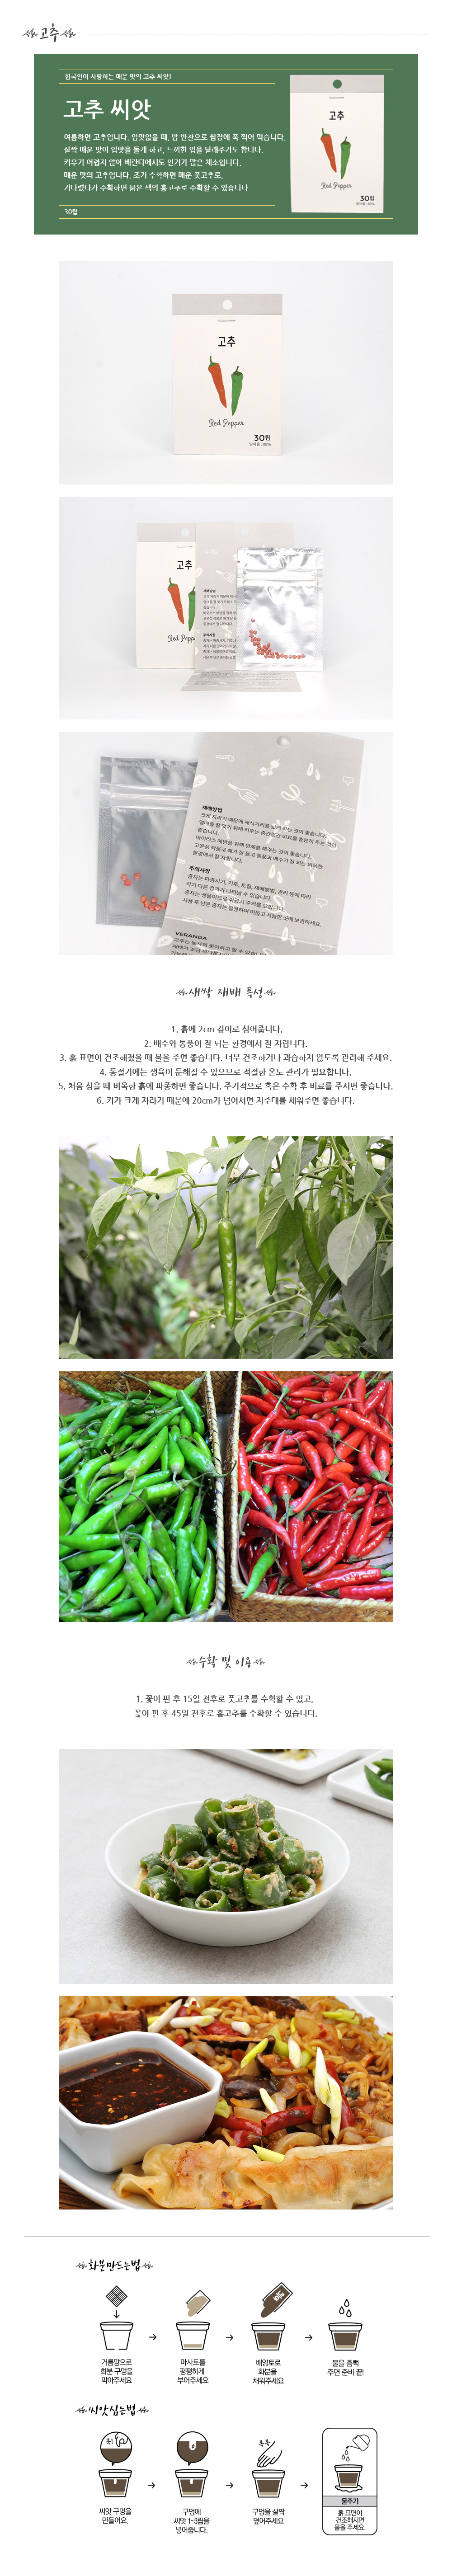 고추
한국인이 사랑하는 매운 맛의 고추 씨앗!
고추 씨앗
여름하면 고추입니다. 입맛없을 때, 밥 반찬으로 쌈장에 푹 찍어 먹습니다.
살짝 매운 맛이 입맛을 돌게 하고, 느끼한 입을 달래주기도 합니다.
키우기 어렵지 않아 베란다에서도 인기가 많은 채소입니다.
매운 맛의 고추입니다. 조기 수확하면 매운 풋고추로,
기다렸다가 수확하면 붉은 색의 홍고추로 수확할 수 있습니다
30립
고추
Red Pepper
30립
고추
Red Pepper
30립
고추
Red Pepper
재배방법
주의사항
재배방법
주의사항
VERANDA
새싹 재배 특성
1. 흙에 2cm 깊이로 심어줍니다.
2. 배수와 통풍이 잘 되는 환경에서 잘 자랍니다.
3. 흙 표면이 건조해졌을 때 물을 주면 좋습니다. 너무 건조하거나 과습하지 않도록 관리해 주세요.
4. 동절기에는 생육이 둔해질 수 있으므로 적절한 온도 관리가 필요합니다.
5. 처음 심을 때 비옥한 흙에 파종하면 좋습니다. 주기적으로 혹은 수확 후 비료를 주시면 좋습니다.
6. 키가 크게 자라기 때문에 20cm가 넘어서면 지주대를 세워주면 좋습니다.
수확 및 이용
1. 꽃이 핀 후 15일 전후로 풋고추를 수확할 수 있고,
꽃이 핀 후 45일 전후로 홍고추를 수확할 수 있습니다.
화분만드는법
거름망으로
화분 구멍을
막아주세요
마사토를
평평하게
부어주세요
배양토로
화분을
채워주세요
물을 흠뻑
주면 준비 끝!
씨앗심는법
씨앗 구멍을
만들어요.
구멍에
씨앗 1~3립을
넣어줍니다.
톡톡
구멍을 살짝
덮어주세요
물주기
흙 표면이
건조해지면
물을 주세요.